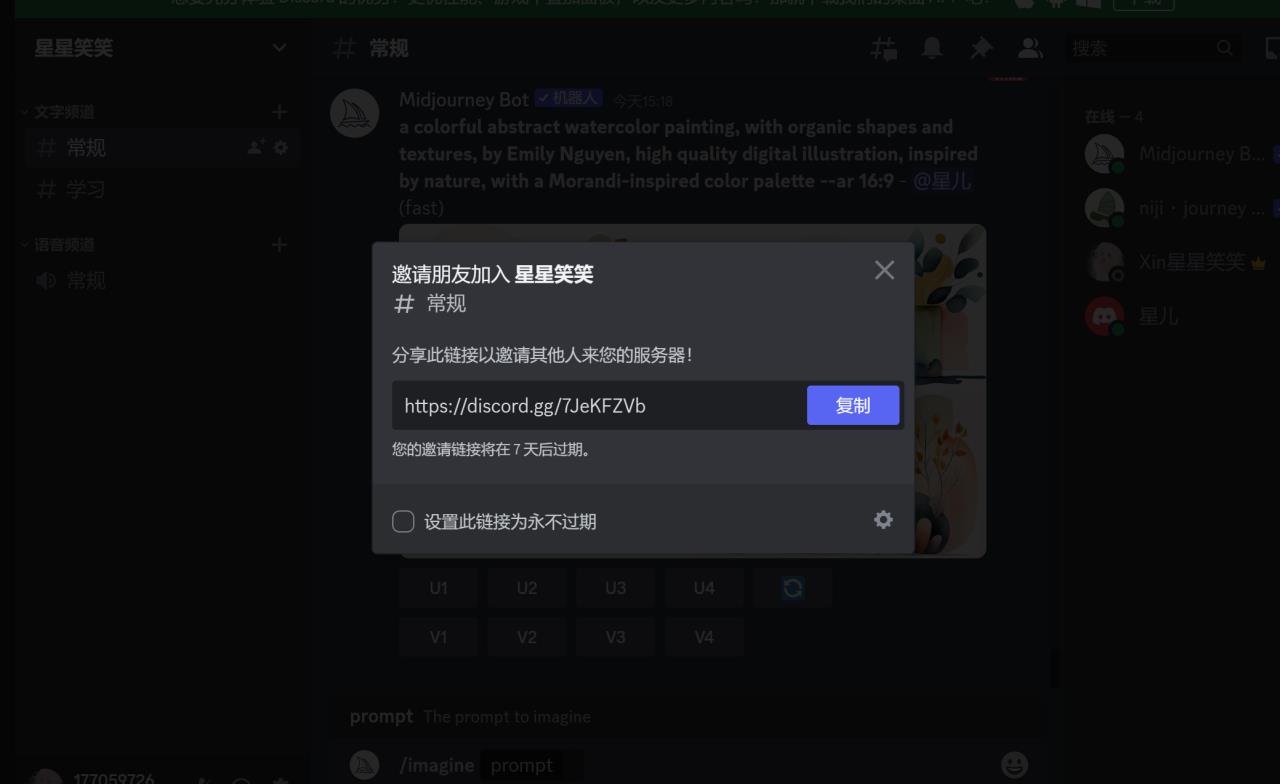 星星笑笑
文字频道
常规
学习
语音频道
常规
177059726
常规
搜索
Midjourney Bot 机器人 今天15:18
a colorful abstract watercolor painting, with organic shapes and
textures, by Emily Nguyen, high quality digital illustration, inspired
by nature, with a Morandi-inspired color palette --ar 16:9 - @星儿
(fast)
邀请朋友加入 星星笑笑
常规
分享此链接以邀请其他人来您的服务器!
https://discord.gg/7JeKFZVb
复制
您的邀请链接将在 7 天后过期。
设置此链接为永不过期
U1 U2 U3 U4
V1 V2 V3 V4
prompt The prompt to imagine
/imagine prompt
在线 — 4
Midjourney B...
niji・journey ...
Xin星星笑笑
星儿